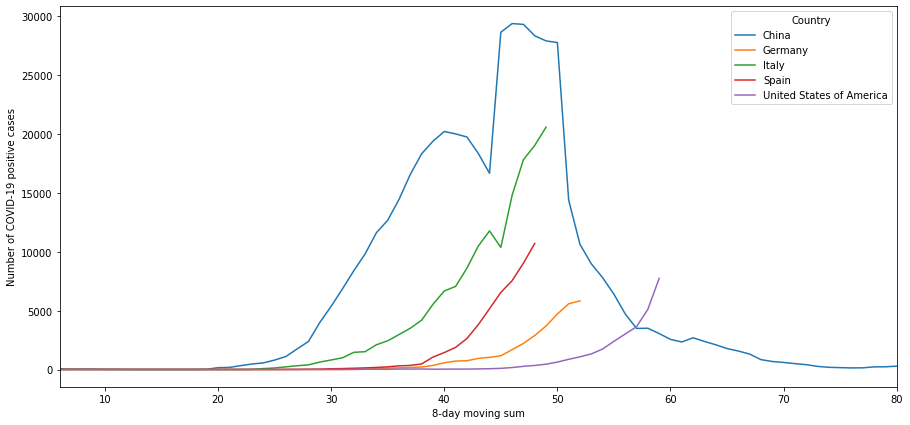 30000
25000
20000
15000
10000
5000
0
Number of COVID-19 positive cases
10
20
30
40
50
60
70
80
8-day moving sum
Country
China
Germany
Italy
Spain
United States of America